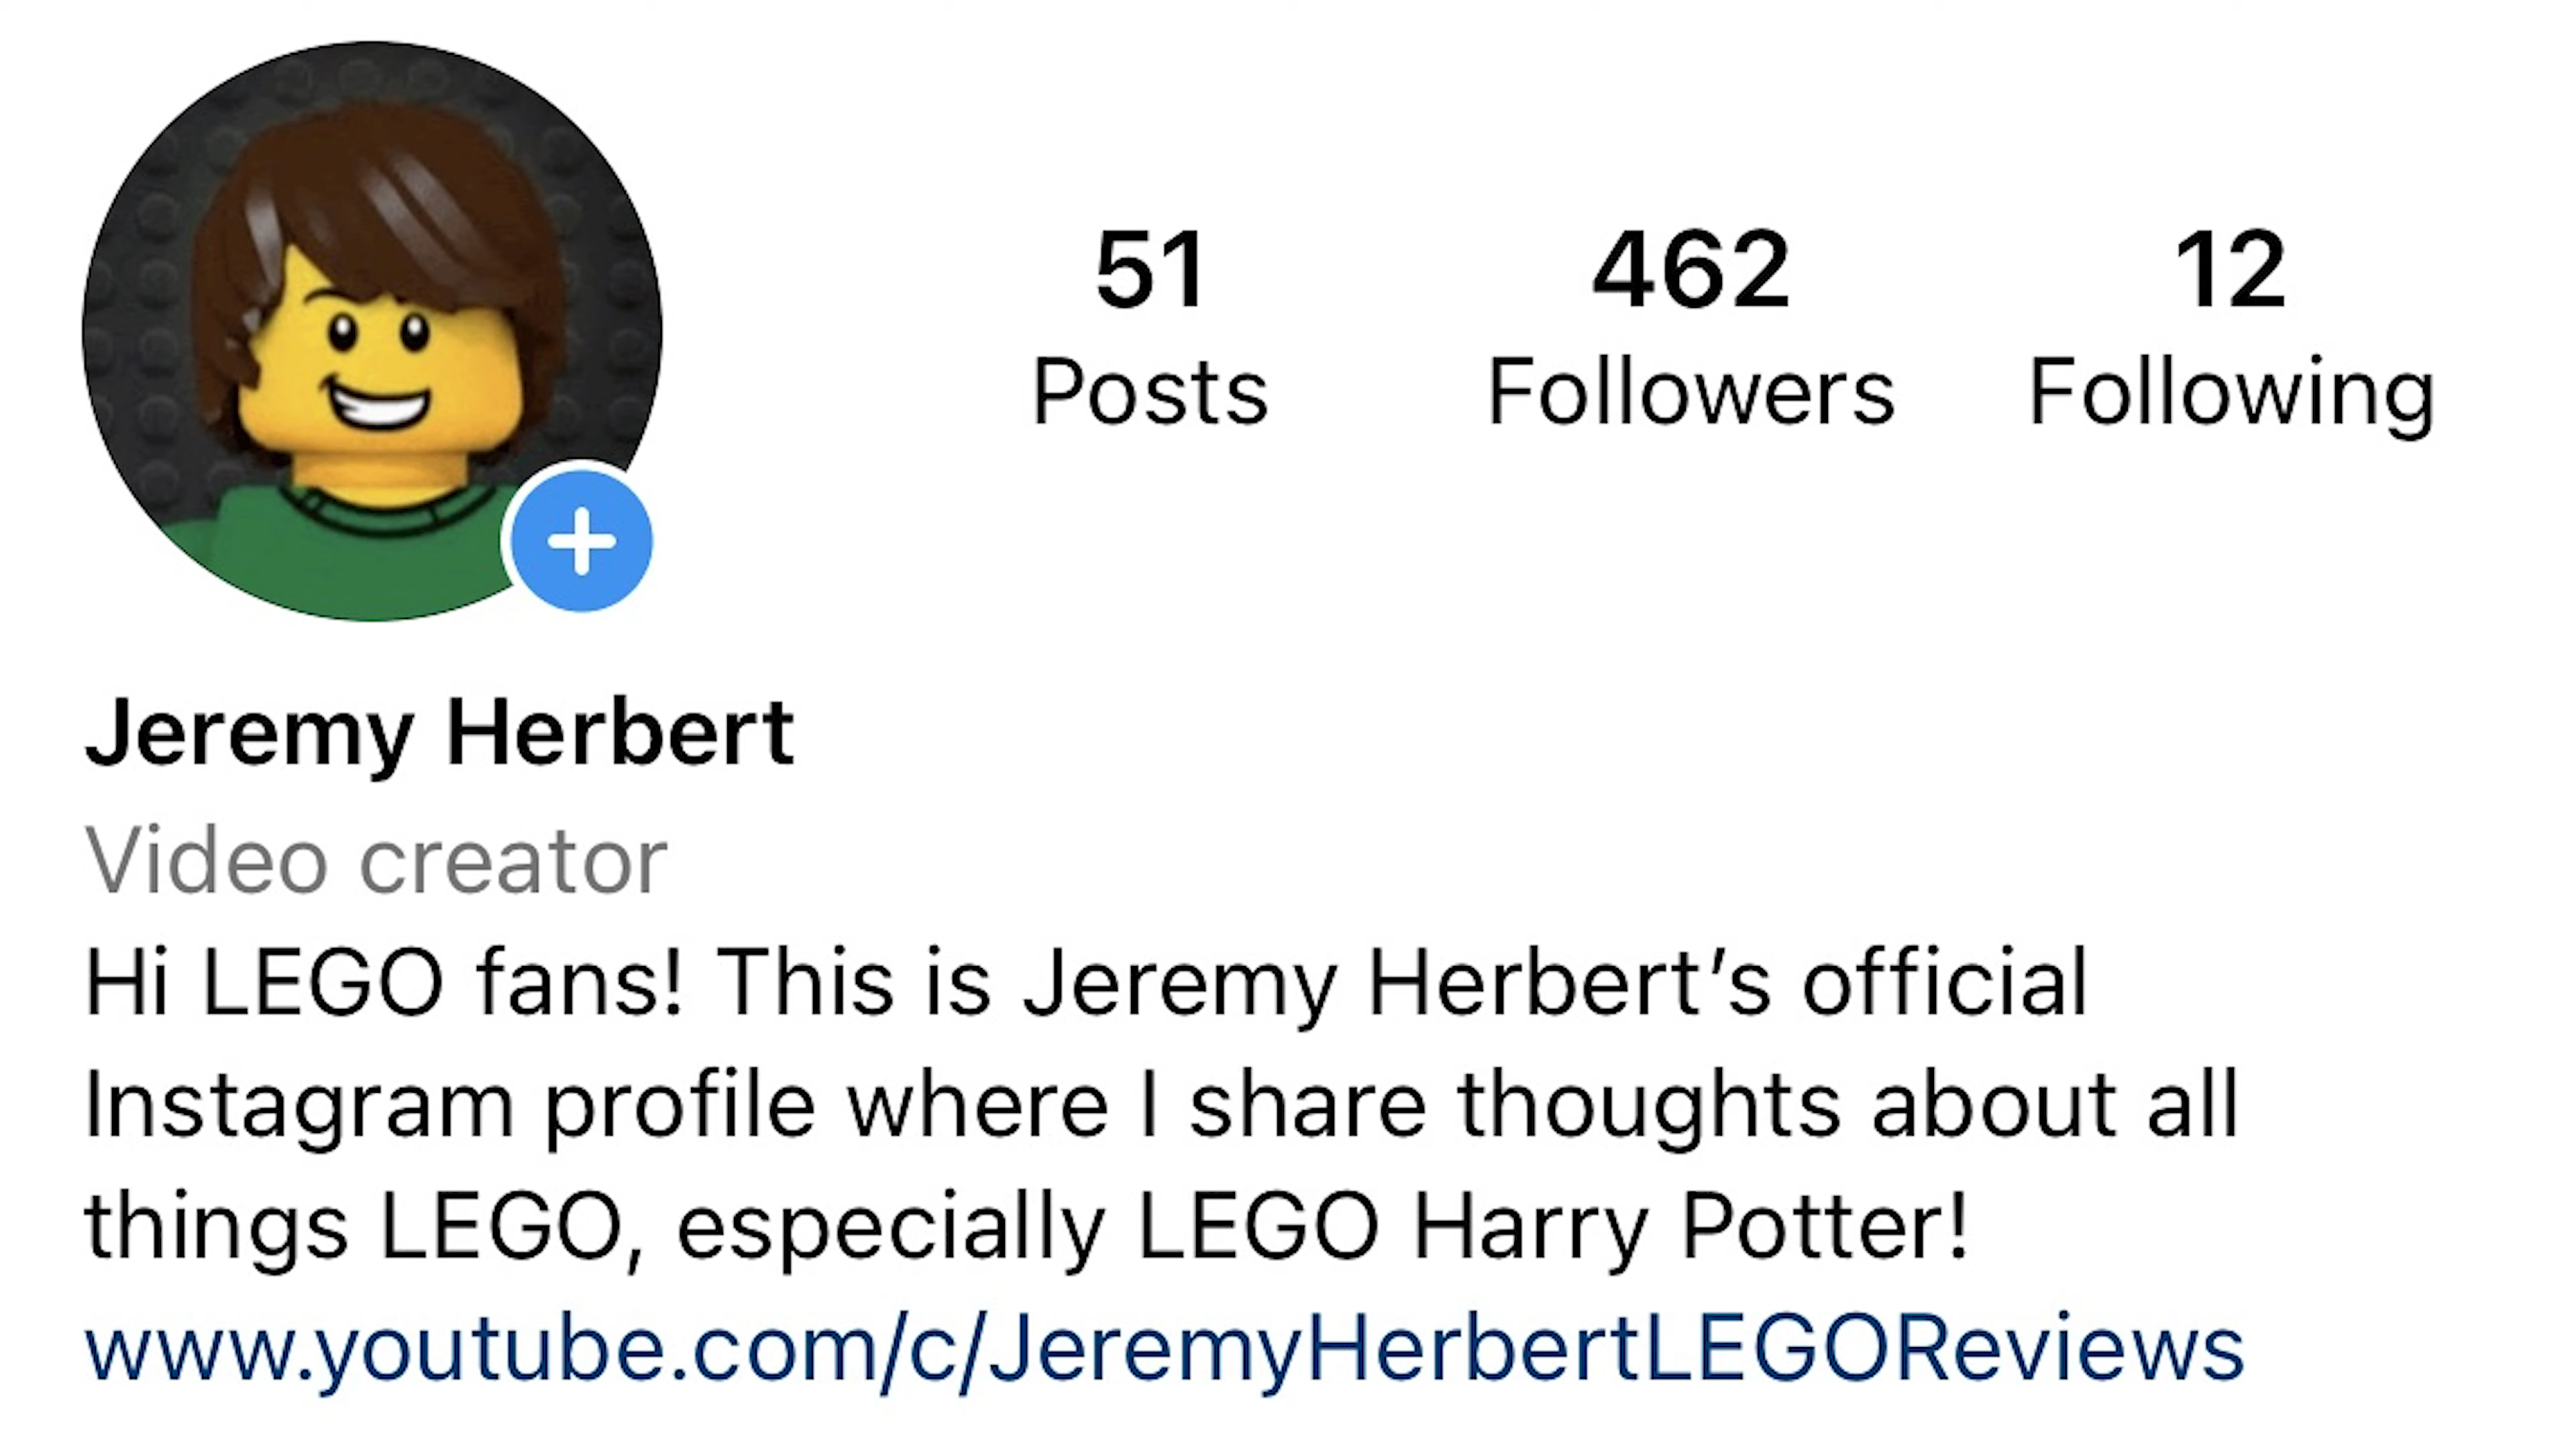 51 462 12
Posts Followers Following
Jeremy Herbert
Video creator
Hi LEGO fans! This is Jeremy Herbert’s official
Instagram profile where I share thoughts about all
things LEGO, especially LEGO Harry Potter!
www.youtube.com/c/JeremyHerbertLEGOReviews